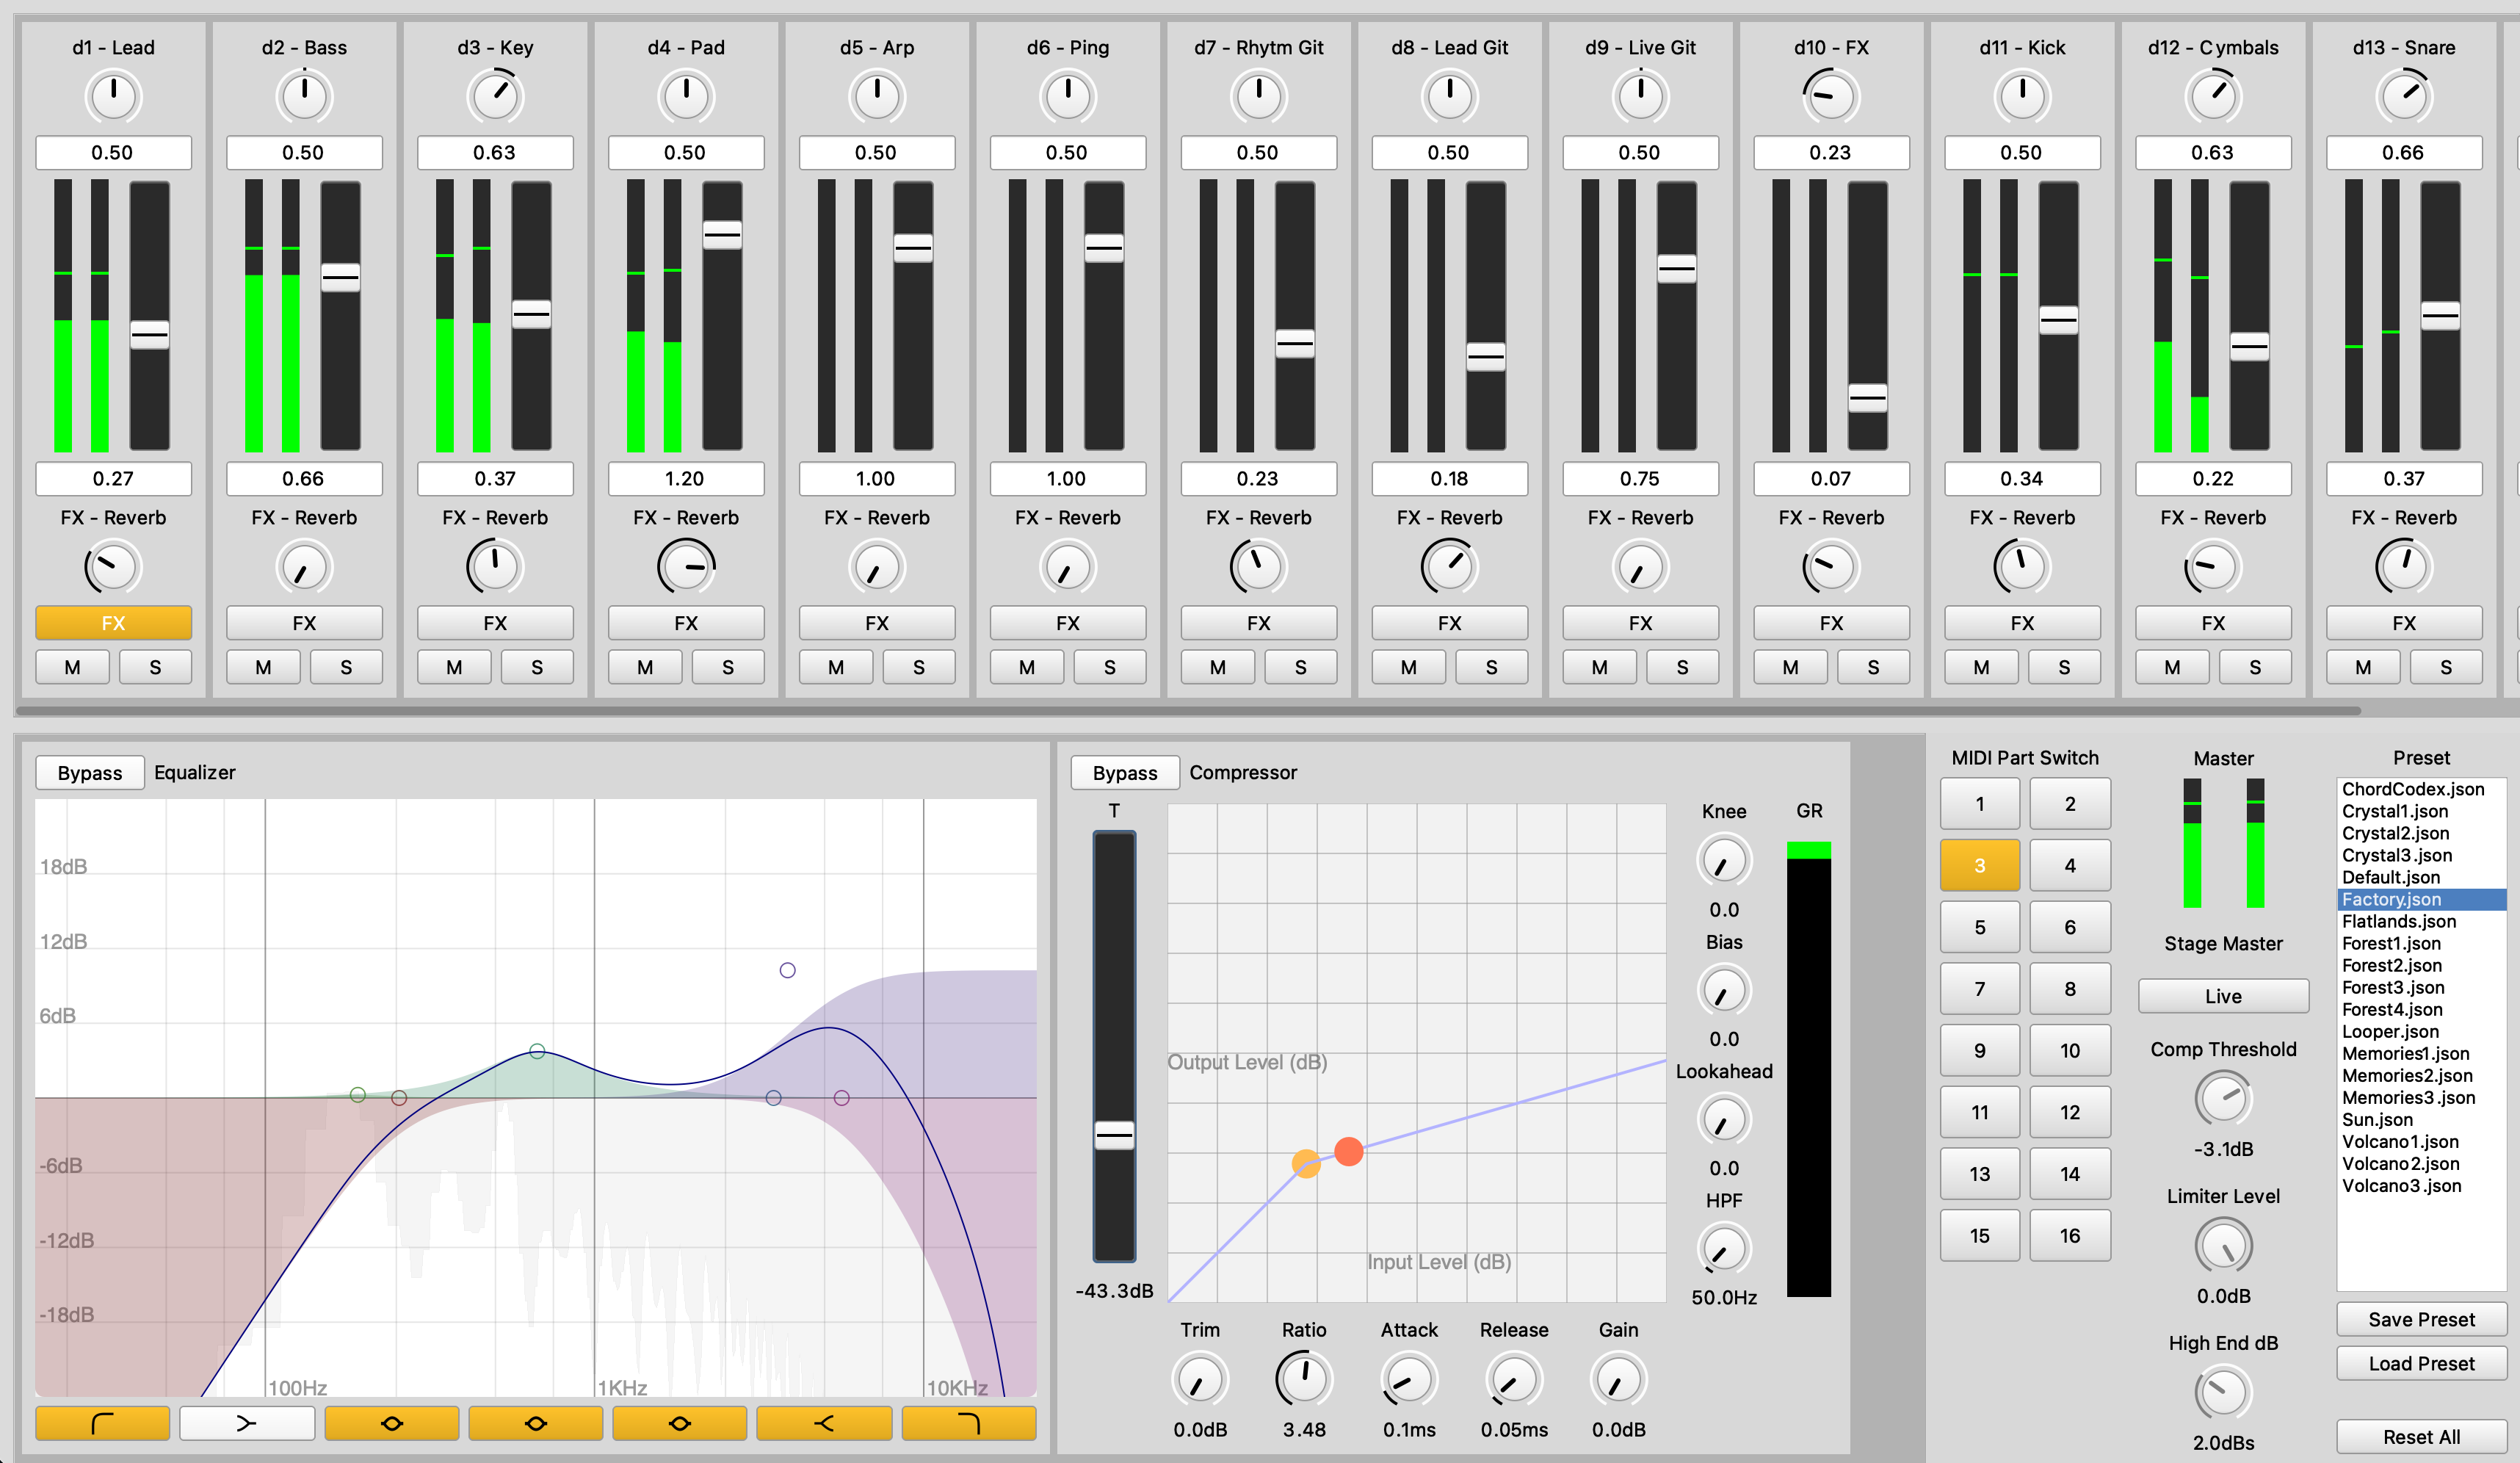 d1 - Lead d2 - Bass d3 - Key d4 - Pad d5 - Arp d6 - Ping d7 - Rhytm Git d8 - Lead Git d9 - Live Git d10 - FX d11 - Kick d12 - Cymbals d13 - Snare
0.50 0.50 0.63 0.50 0.50 0.50 0.50 0.50 0.50 0.23 0.50 0.63 0.66
0.27 0.66 0.37 1.20 1.00 1.00 0.23 0.18 0.75 0.07 0.34 0.22 0.37
FX - Reverb FX - Reverb FX - Reverb FX - Reverb FX - Reverb FX - Reverb FX - Reverb FX - Reverb FX - Reverb FX - Reverb FX - Reverb FX - Reverb FX - Reverb
FX FX FX FX FX FX FX FX FX FX FX FX FX
M S M S M S M S M S M S M S M S M S M S M S M S M S
Bypass Equalizer
18dB
12dB
6dB
-6dB
-12dB
-18dB
100Hz 1KHz 10KHz
Bypass Compressor
T
-43.3dB
Output Level (dB)
Input Level (dB)
Knee
0.0
Bias
0.0
Lookahead
0.0
HPF
50.0Hz
GR
Trim Ratio Attack Release Gain
0.0dB 3.48 0.1ms 0.05ms 0.0dB
MIDI Part Switch
1 2
3 4
5 6
7 8
9 10
11 12
13 14
15 16
Master
Stage Master
Live
Comp Threshold
-3.1dB
Limiter Level
0.0dB
High End dB
2.0dBs
Preset
ChordCodex.json
Crystal1.json
Crystal2.json
Crystal3.json
Default.json
Factory.json
Flatlands.json
Forest1.json
Forest2.json
Forest3.json
Forest4.json
Looper.json
Memories1.json
Memories2.json
Memories3.json
Sun.json
Volcano1.json
Volcano2.json
Volcano3.json
Save Preset
Load Preset
Reset All